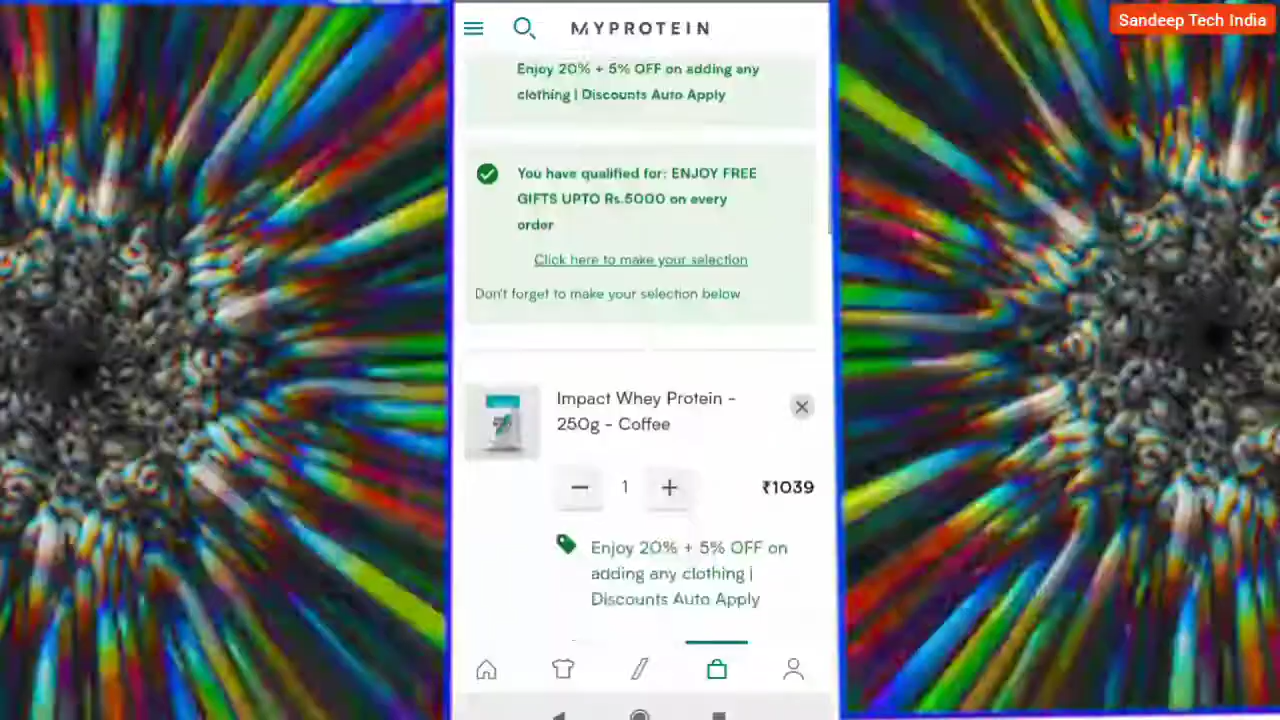 Sandeep Tech India
MYPROTEIN
Enjoy 20% + 5% OFF on adding any
clothing | Discounts Auto Apply
You have qualified for: ENJOY FREE
GIFTS UPTO Rs.5000 on every
order
Click here to make your selection
Don't forget to make your selection below
Impact Whey Protein -
250g - Coffee
1
₹1039
Enjoy 20% + 5% OFF on
adding any clothing |
Discounts Auto Apply